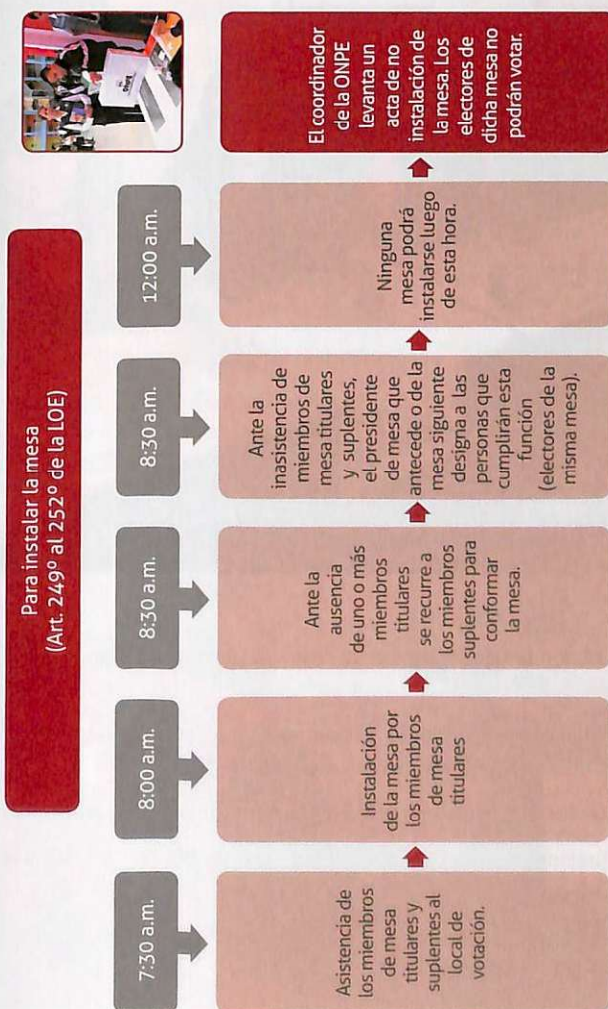 Para instalar la mesa
(Art. 249º al 252º de la LOE)
7:30 a.m.
Asistencia de
los miembros
de mesa
titulares y
suplentes al
local de
votación.
8:00 a.m.
Instalación
de la mesa por
los miembros
de mesa
titulares
8:30 a.m.
Ante la
ausencia
de uno o más
miembros
titulares
se recurre a
los miembros
suplentes para
conformar
la mesa.
8:30 a.m.
Ante la
inasistencia de
miembros de
mesa titulares
y suplentes,
el presidente
de mesa que
antecede o de la
mesa siguiente
designa a las
personas que
cumplirán esta
función
(electores de la
misma mesa).
12:00 a.m.
Ninguna
mesa podrá
instalarse luego
de esta hora.
El coordinador
de la ONPE
levanta un
acta de no
instalación de
la mesa. Los
electores de
dicha mesa no
podrán votar.
ONPE